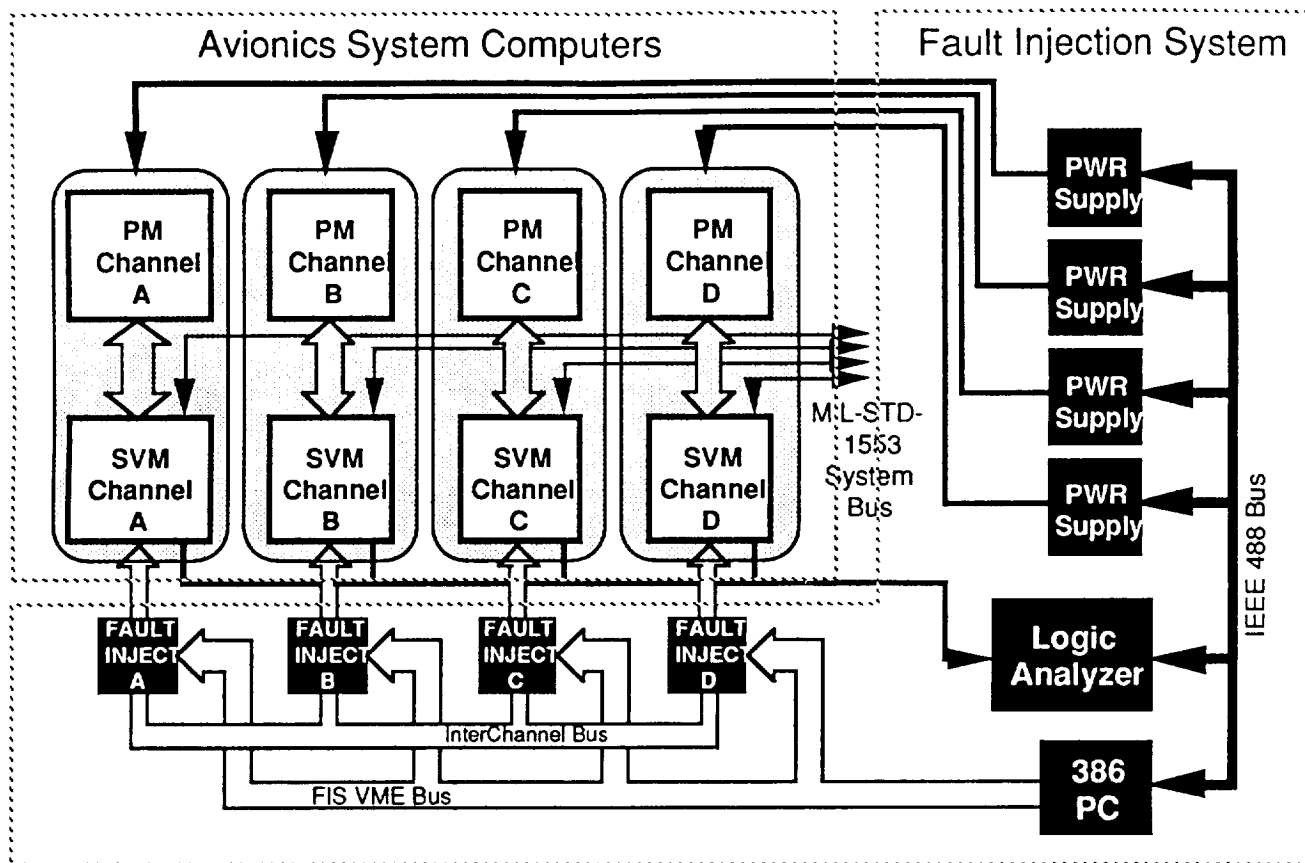 Avionics System Computers
Fault Injection System
PM
Channel
A
PM
Channel
B
PM
Channel
C
PM
Channel
D
PWR
Supply
PWR
Supply
PWR
Supply
PWR
Supply
SVM
Channel
A
SVM
Channel
B
SVM
Channel
C
SVM
Channel
D
MIL-STD-
1553
System
Bus
IEEE 488 Bus
FAULT
INJECT
A
FAULT
INJECT
B
FAULT
INJECT
C
FAULT
INJECT
D
Logic
Analyzer
InterChannel Bus
FIS VME Bus
386
PC